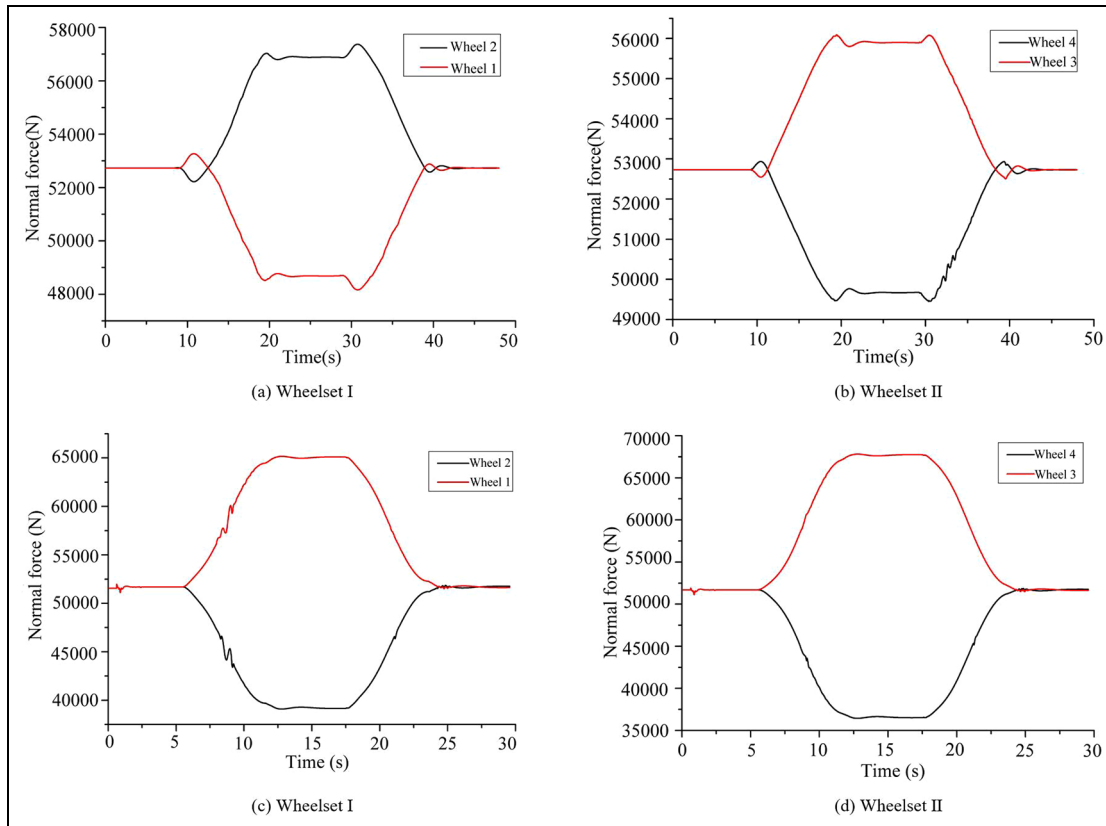 58000
56000
54000
52000
50000
48000
Normal force(N)
Wheel 2
Wheel 1
0
10
20
30
40
50
Time(s)
(a) Wheelset I
56000
55000
54000
53000
52000
51000
50000
49000
Normal force(N)
Wheel 4
Wheel 3
0
10
20
30
40
50
Time(s)
(b) Wheelset II
65000
60000
55000
50000
45000
40000
Normal force (N)
Wheel 2
Wheel 1
0
5
10
15
20
25
30
Time (s)
(c) Wheelset I
70000
65000
60000
55000
50000
45000
40000
35000
Normal force (N)
Wheel 4
Wheel 3
0
5
10
15
20
25
30
Time (s)
(d) Wheelset II